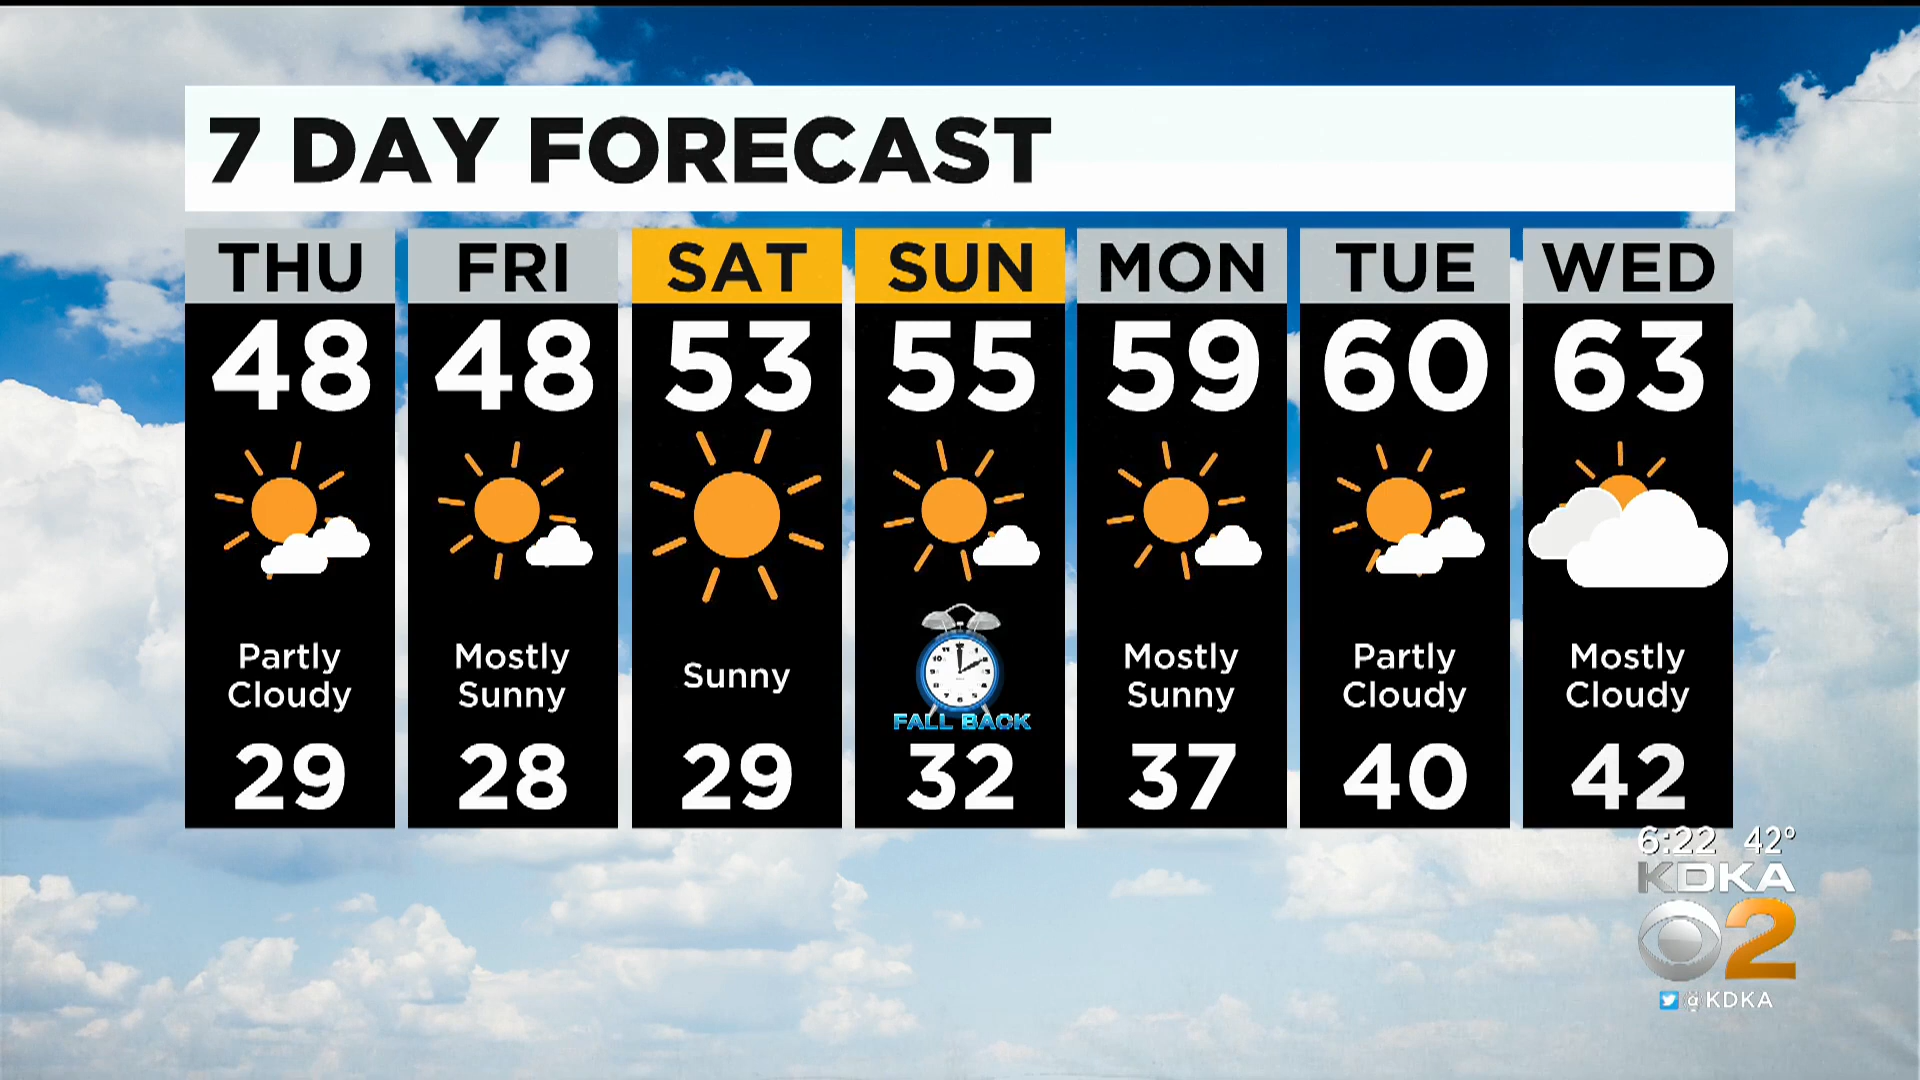 7 DAY FORECAST
THU FRI SAT SUN MON TUE WED
48 48 53 55 59 60 63
Partly Cloudy
Mostly Sunny
Sunny
FALL BACK
Mostly Sunny
Partly Cloudy
Mostly Cloudy
29 28 29 32 37 40 42
6:22 42°
KDKA
2
@KDKA